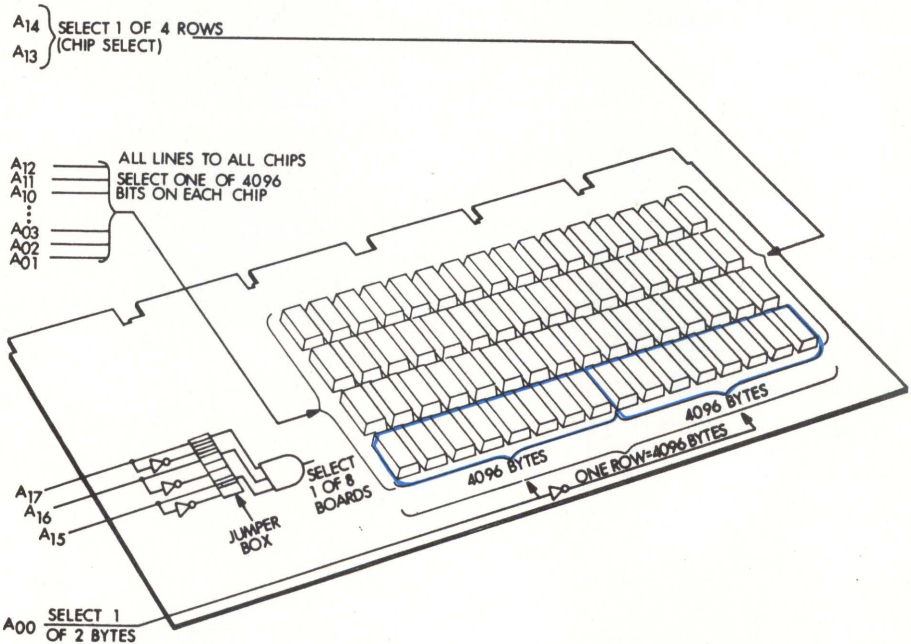 A14
A13
SELECT 1 OF 4 ROWS
(CHIP SELECT)
A12
A11
A10
A03
A02
A01
ALL LINES TO ALL CHIPS
SELECT ONE OF 4096
BITS ON EACH CHIP
A17
A16
A15
JUMPER
BOX
SELECT
1 OF 8
BOARDS
4096 BYTES
4096 BYTES
ONE ROW=4096 BYTES
A00
SELECT 1
OF 2 BYTES